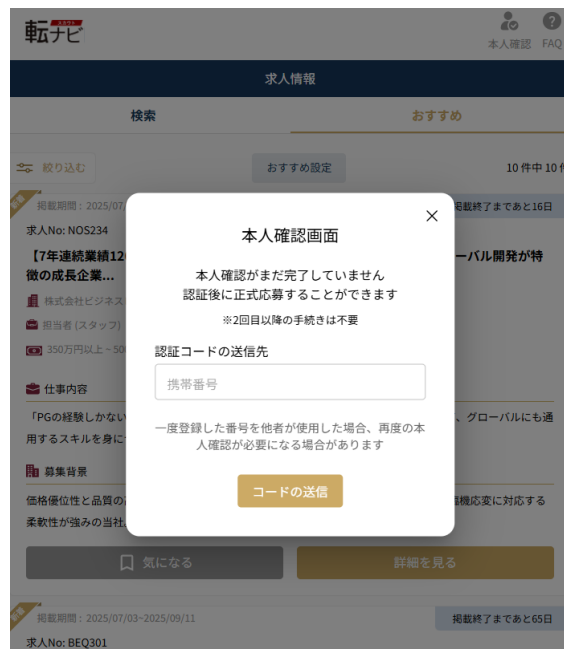 転ナビ
本人確認 FAQ
求人情報
検索
おすすめ
絞り込む
おすすめ設定
10 件中 10
掲載期間 : 2025/07/
掲載終了まであと16日
求人No: NOS234
【7年連続業績12
ーバル開発が特
徴の成長企業...
株式会社ビジネス
担当者 (スタッフ)
350万円以上 ~ 50
仕事内容
「PGの経験しかない
、グローバルにも通
用するスキルを身に
募集背景
価格優位性と品質の
臨機応変に対応する
柔軟性が強みの当社
気になる
詳細を見る
掲載期間 : 2025/07/03~2025/09/11
掲載終了まであと65日
求人No: BEQ301
本人確認画面
本人確認がまだ完了していません
認証後に正式応募することができます
※2回目以降の手続きは不要
認証コードの送信先
携帯番号
一度登録した番号を他者が使用した場合、再度の本
人確認が必要になる場合があります
コードの送信